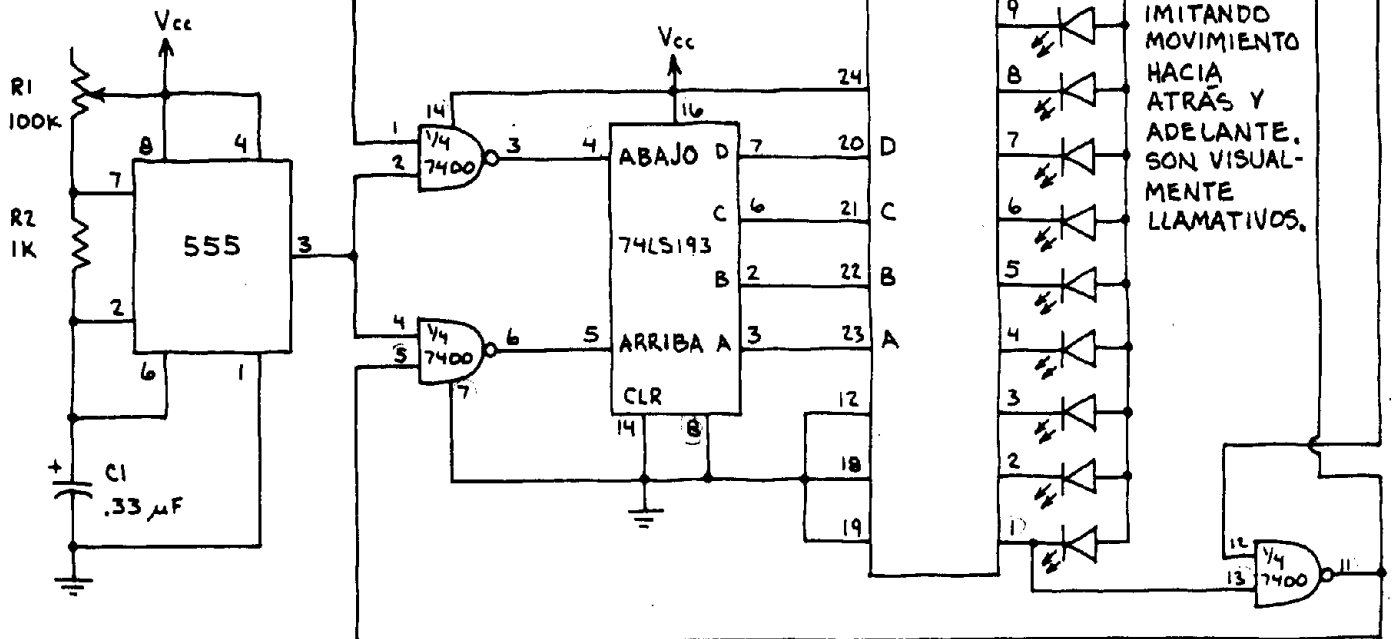 Vcc
R1
100K
8
4
7
R2
1K
555
3
2
6
1
+
C1
.33 µF
14
1
2
1/4
7400
3
4
5
1/4
7400
6
7
Vcc
16
4
ABAJO
D
7
C
6
74LS193
B
2
5
ARRIBA
A
3
CLR
14
8
24
20
D
21
C
22
B
23
A
12
18
19
9
8
7
6
5
4
3
2
1
IMITANDO
MOVIMIENTO
HACIA
ATRÁS Y
ADELANTE.
SON VISUAL-
MENTE
LLAMATIVOS.
12
13
1/4
7400
11